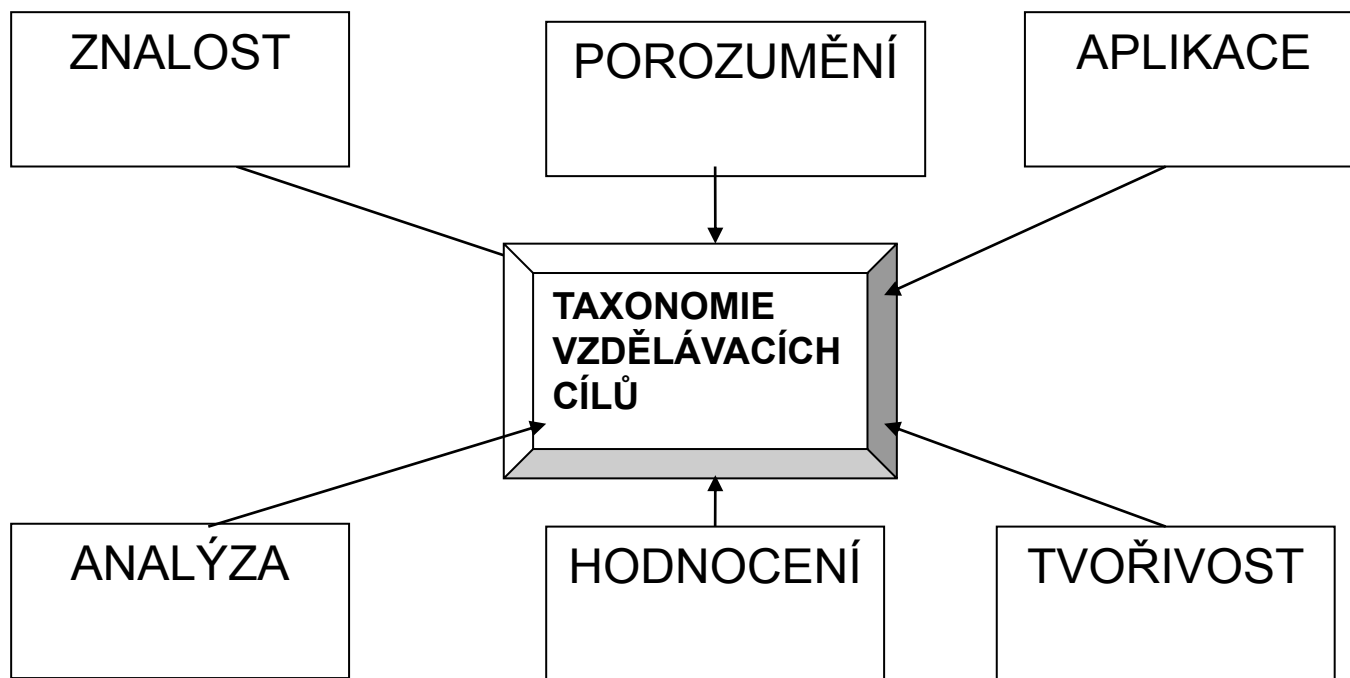 ZNALOST
POROZUMĚNÍ
APLIKACE
TAXONOMIE
VZDĚLÁVACÍCH
CÍLŮ
ANALÝZA
HODNOCENÍ
TVOŘIVOST